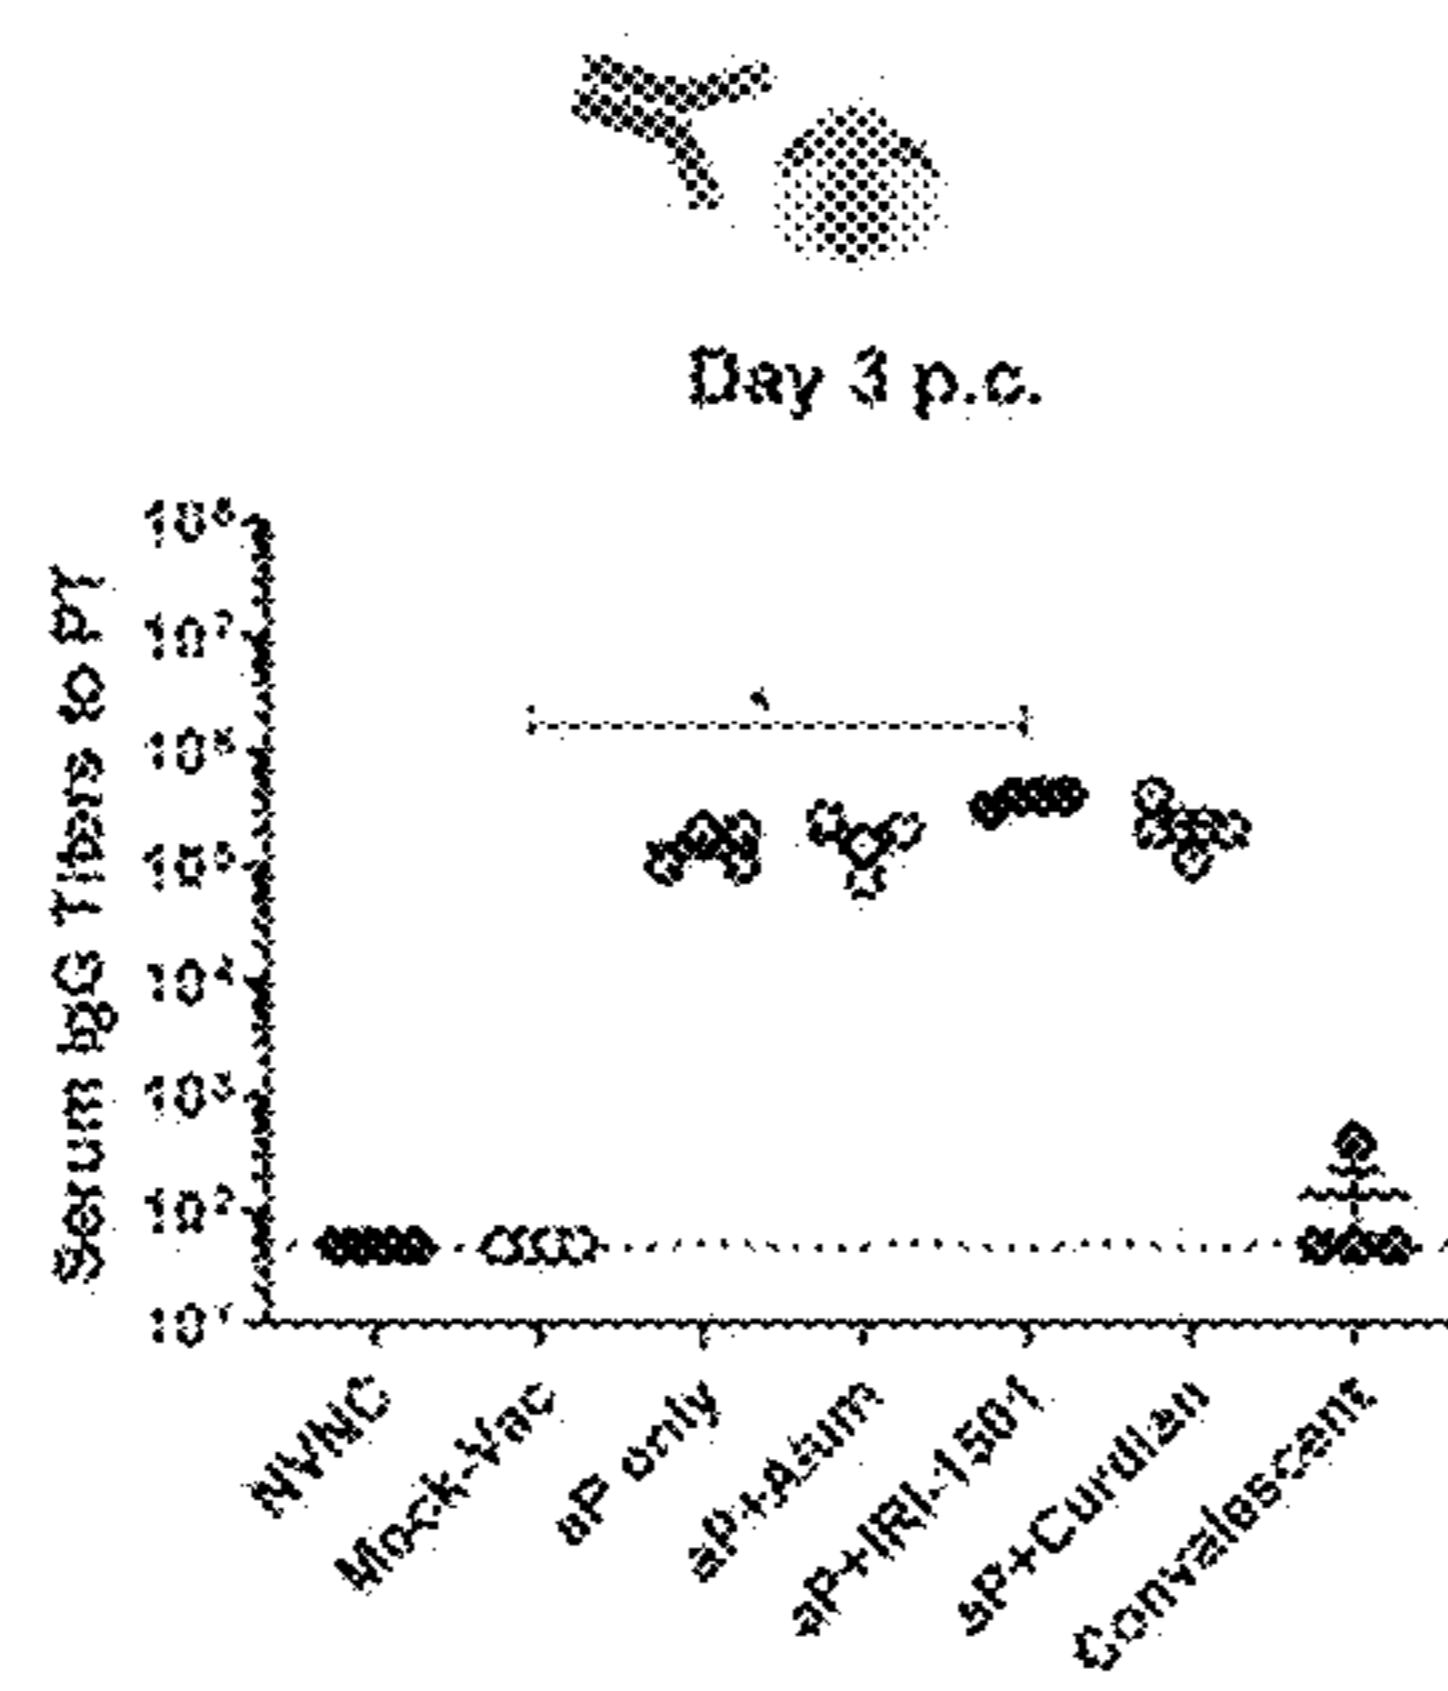 Day 3 p.c.
Serum IgG Titers to PT
10⁸
10⁷
10⁶
10⁵
10⁴
10³
10²
10¹
*
NVNC
Mock-Vac
aP only
aP+Alum
aP+IRI-1501
aP+Curdlan
Convalescent